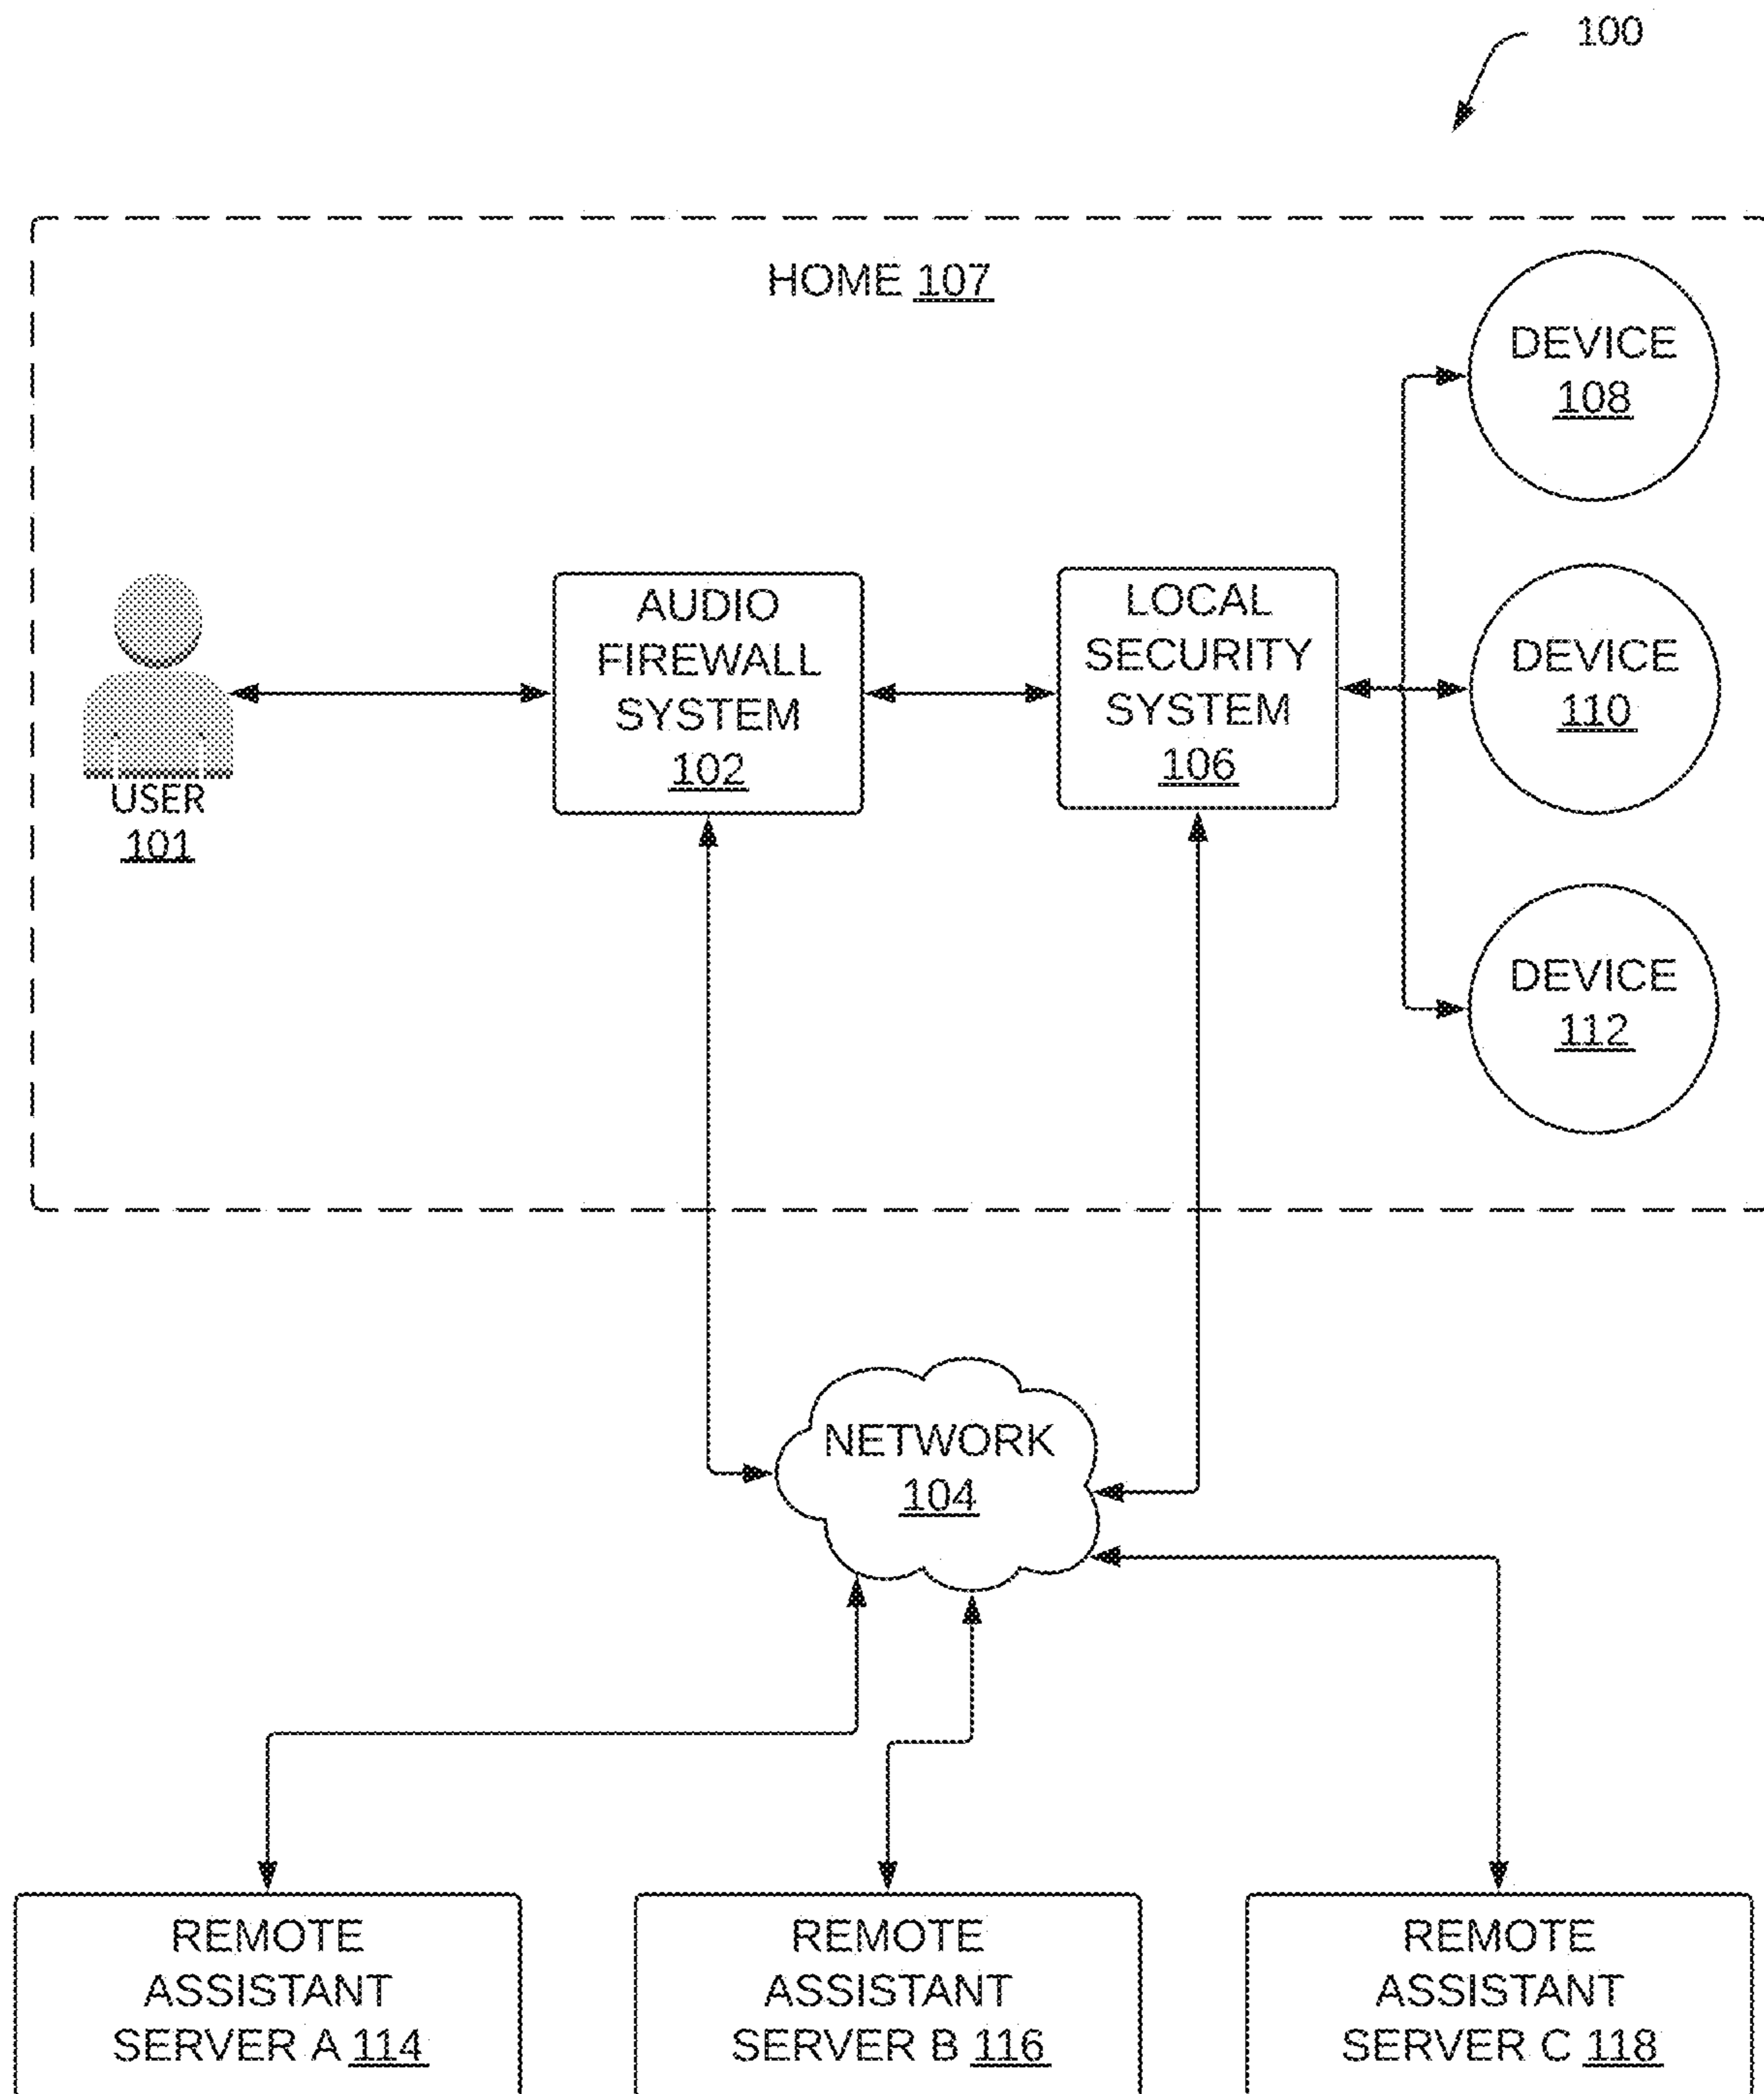 100
HOME 107
DEVICE
108
AUDIO
FIREWALL
SYSTEM
102
LOCAL
SECURITY
SYSTEM
106
DEVICE
110
USER
101
DEVICE
112
NETWORK
104
REMOTE
ASSISTANT
SERVER A 114
REMOTE
ASSISTANT
SERVER B 116
REMOTE
ASSISTANT
SERVER C 118